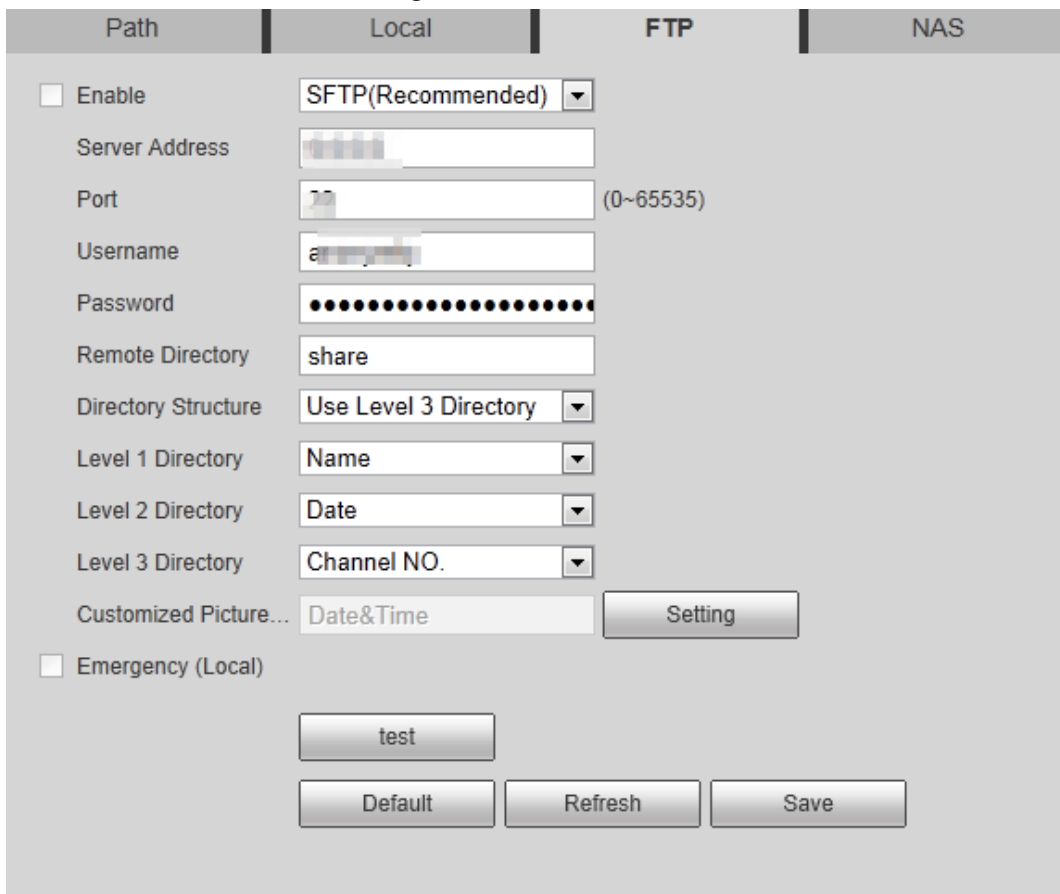 Path Local FTP NAS
Enable SFTP(Recommended)
Server Address
Port (0~65535)
Username
Password ●●●●●●●●●●●●●●●●●●●●
Remote Directory share
Directory Structure Use Level 3 Directory
Level 1 Directory Name
Level 2 Directory Date
Level 3 Directory Channel NO.
Customized Picture... Date&Time Setting
Emergency (Local)
test
Default Refresh Save